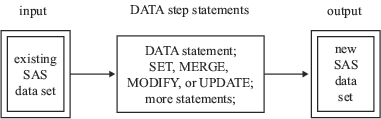 input
DATA step statements
output
existing
SAS
data set
DATA statement;
SET, MERGE,
MODIFY, or UPDATE;
more statements;
new
SAS
data
set